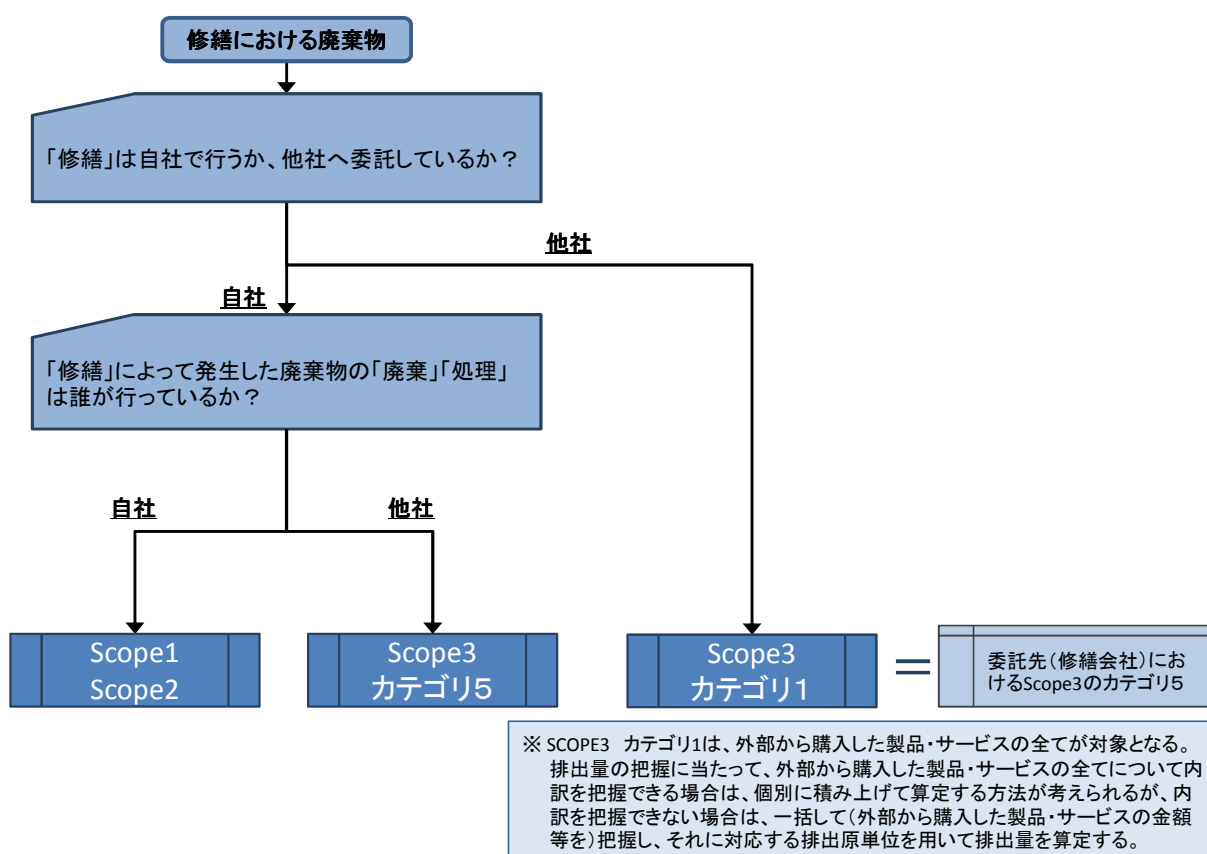 修繕における廃棄物
「修繕」は自社で行うか、他社へ委託しているか？
他社
自社
「修繕」によって発生した廃棄物の「廃棄」「処理」
は誰が行っているか？
自社
他社
Scope1
Scope2
Scope3
カテゴリ5
Scope3
カテゴリ1
＝
委託先（修繕会社）にお
けるScope3のカテゴリ5
※ SCOPE3 カテゴリ1は、外部から購入した製品・サービスの全てが対象となる。
排出量の把握に当たって、外部から購入した製品・サービスの全てについて内
訳を把握できる場合は、個別に積み上げて算定する方法が考えられるが、内
訳を把握できない場合は、一括して（外部から購入した製品・サービスの金額
等を）把握し、それに対応する排出原単位を用いて排出量を算定する。